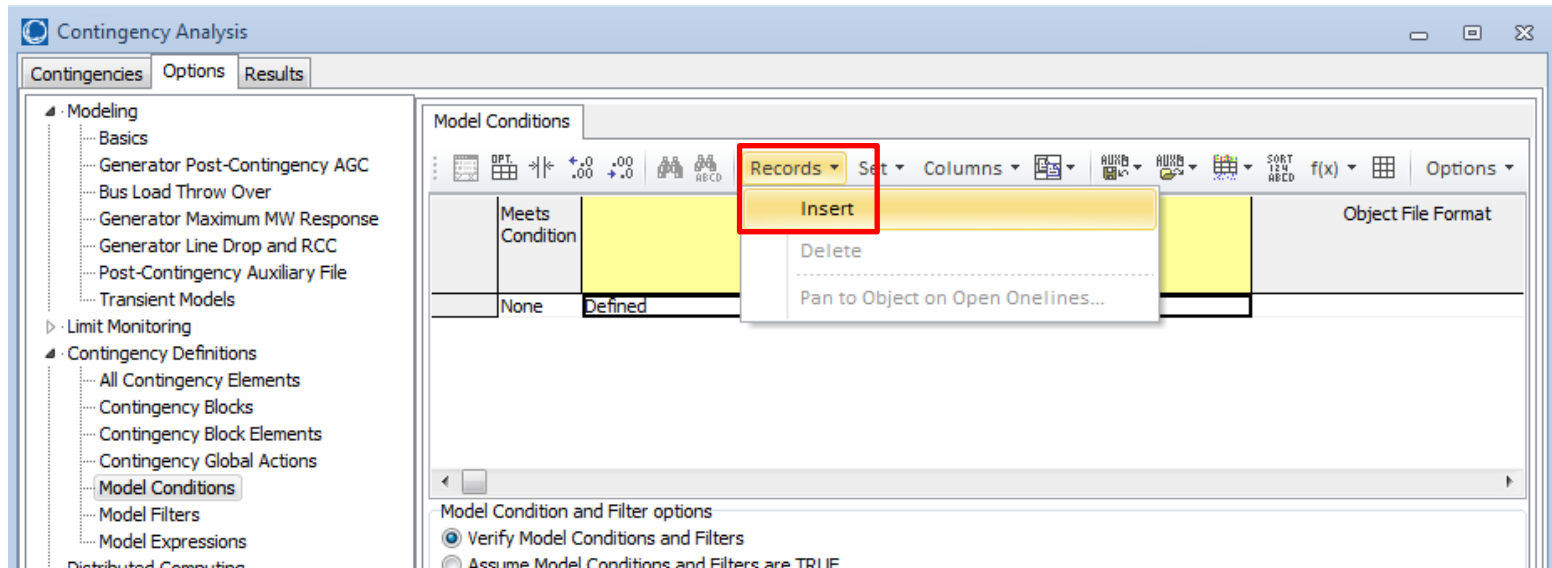 Contingency Analysis
Contingencies Options Results
Modeling
Basics
Generator Post-Contingency AGC
Bus Load Throw Over
Generator Maximum MW Response
Generator Line Drop and RCC
Post-Contingency Auxiliary File
Transient Models
Limit Monitoring
Contingency Definitions
All Contingency Elements
Contingency Blocks
Contingency Block Elements
Contingency Global Actions
Model Conditions
Model Filters
Model Expressions
Distributed Computing
Model Conditions
Records Set Columns f(x) Options
Insert
Delete
Pan to Object on Open Onelines...
Meets
Condition
Object File Format
None Defined
Model Condition and Filter options
Verify Model Conditions and Filters
Assume Model Conditions and Filters are TRUE